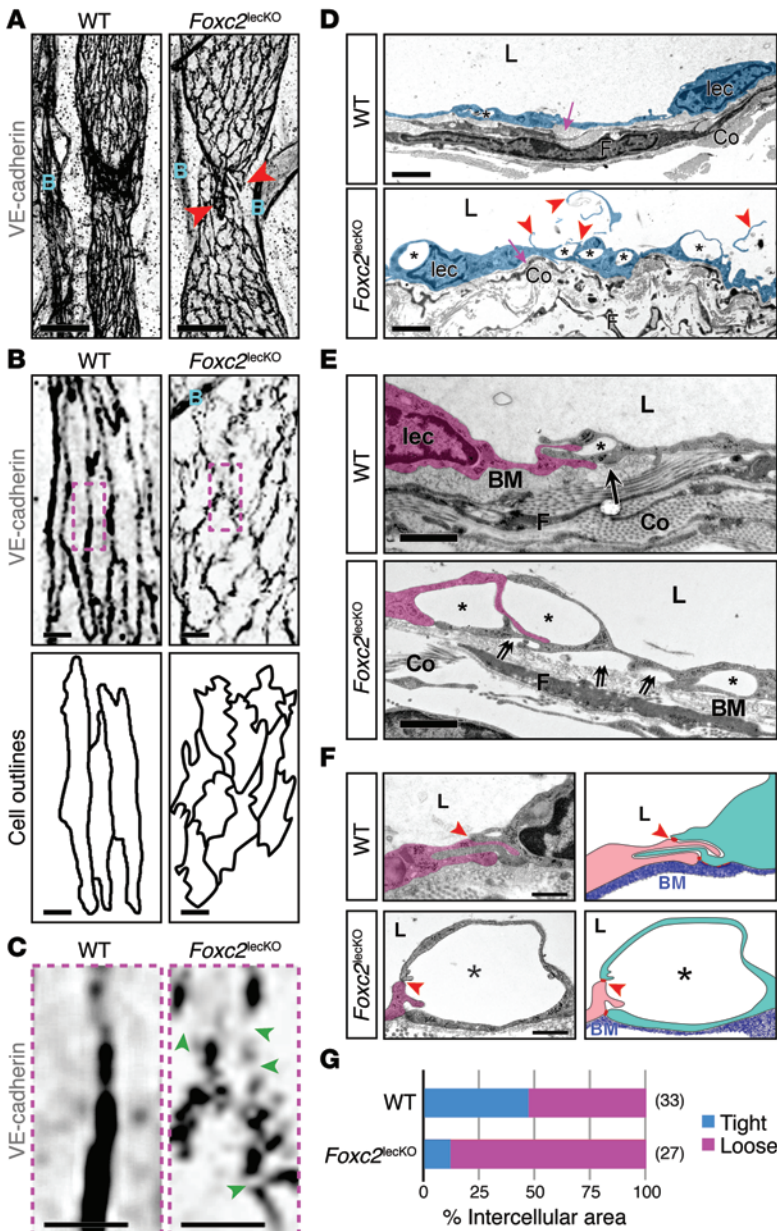 A
WT
Foxc2lecKO
VE-cadherin
B
B
B
WT
Foxc2lecKO
VE-cadherin
B
Cell outlines
C
WT
Foxc2lecKO
VE-cadherin
D
WT
L
lec
*
F
Co
Foxc2lecKO
L
*
lec
Co
* * * *
F
E
WT
lec
L
*
BM
F
Co
Foxc2lecKO
L
* *
Co
F
*
BM
F
WT
L
L
BM
Foxc2lecKO
L
*
L
*
BM
G
WT
(33)
Foxc2lecKO
(27)
Tight
Loose
0 25 50 75 100
% Intercellular area